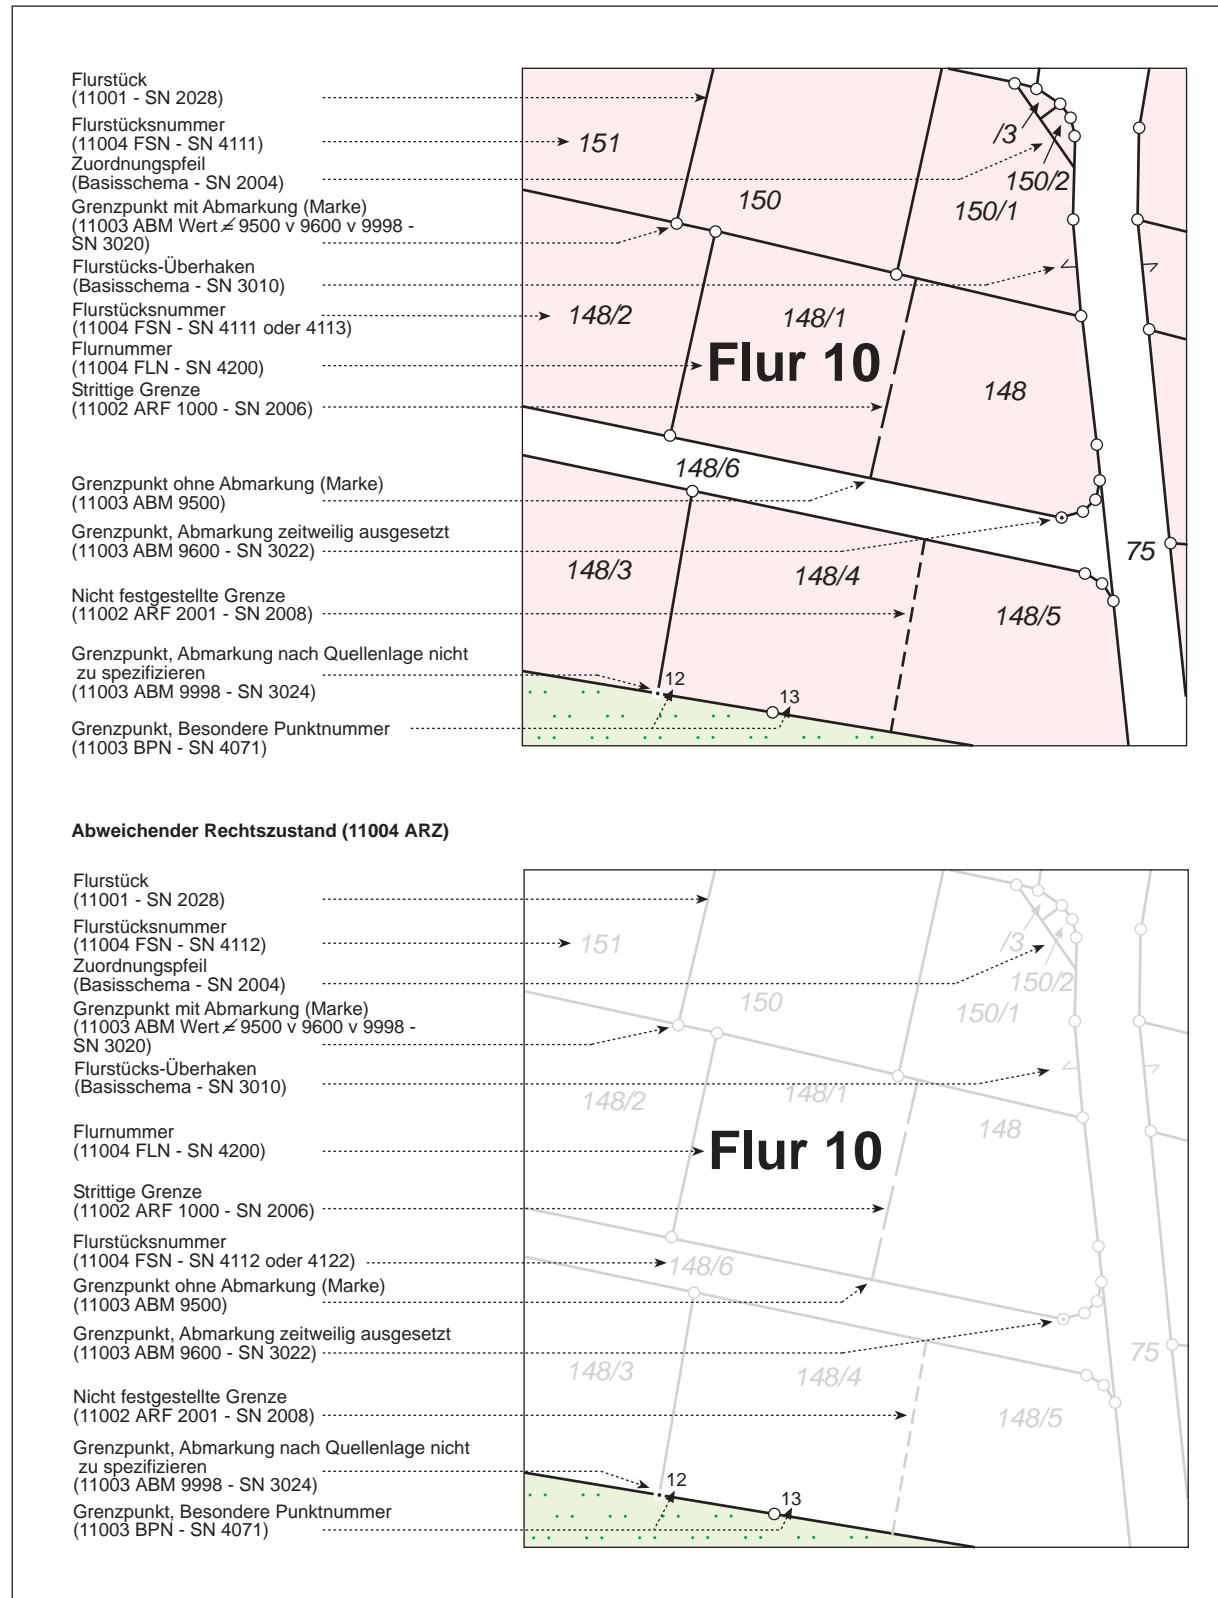 Flurstück
(11001 - SN 2028)
Flurstücksnummer
(11004 FSN - SN 4111)
Zuordnungspfeil
(Basisschema - SN 2004)
Grenzpunkt mit Abmarkung (Marke)
(11003 ABM Wert ≠ 9500 v 9600 v 9998 -
SN 3020)
Flurstücks-Überhaken
(Basisschema - SN 3010)
Flurstücksnummer
(11004 FSN - SN 4111 oder 4113)
Flurnummer
(11004 FLN - SN 4200)
Strittige Grenze
(11002 ARF 1000 - SN 2006)
Grenzpunkt ohne Abmarkung (Marke)
(11003 ABM 9500)
Grenzpunkt, Abmarkung zeitweilig ausgesetzt
(11003 ABM 9600 - SN 3022)
Nicht festgestellte Grenze
(11002 ARF 2001 - SN 2008)
Grenzpunkt, Abmarkung nach Quellenlage nicht
zu spezifizieren
(11003 ABM 9998 - SN 3024)
Grenzpunkt, Besondere Punktnummer
(11003 BPN - SN 4071)
151
/3
150/2
150
150/1
148/2
148/1
Flur 10
148
148/6
75
148/3
148/4
148/5
12
13
Abweichender Rechtszustand (11004 ARZ)
Flurstück
(11001 - SN 2028)
Flurstücksnummer
(11004 FSN - SN 4112)
Zuordnungspfeil
(Basisschema - SN 2004)
Grenzpunkt mit Abmarkung (Marke)
(11003 ABM Wert ≠ 9500 v 9600 v 9998 -
SN 3020)
Flurstücks-Überhaken
(Basisschema - SN 3010)
Flurnummer
(11004 FLN - SN 4200)
Strittige Grenze
(11002 ARF 1000 - SN 2006)
Flurstücksnummer
(11004 FSN - SN 4112 oder 4122)
Grenzpunkt ohne Abmarkung (Marke)
(11003 ABM 9500)
Grenzpunkt, Abmarkung zeitweilig ausgesetzt
(11003 ABM 9600 - SN 3022)
Nicht festgestellte Grenze
(11002 ARF 2001 - SN 2008)
Grenzpunkt, Abmarkung nach Quellenlage nicht
zu spezifizieren
(11003 ABM 9998 - SN 3024)
Grenzpunkt, Besondere Punktnummer
(11003 BPN - SN 4071)
151
/3
150/2
150
150/1
148/2
148/1
148
Flur 10
148/6
75
148/3
148/4
148/5
12
13